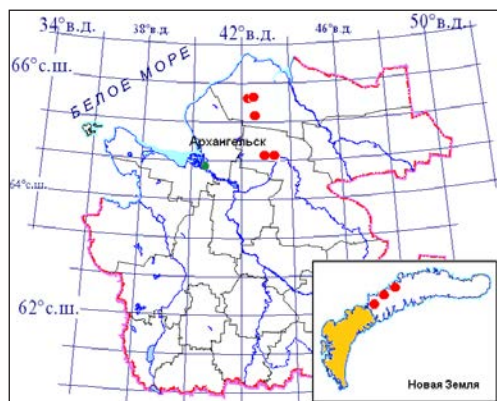 34°в.д.
38°в.д.
42°в.д.
46°в.д.
50°в.д.
66°с.ш.
БЕЛОЕ МОРЕ
Архангельск
64°с.ш.
62°с.ш.
Новая Земля